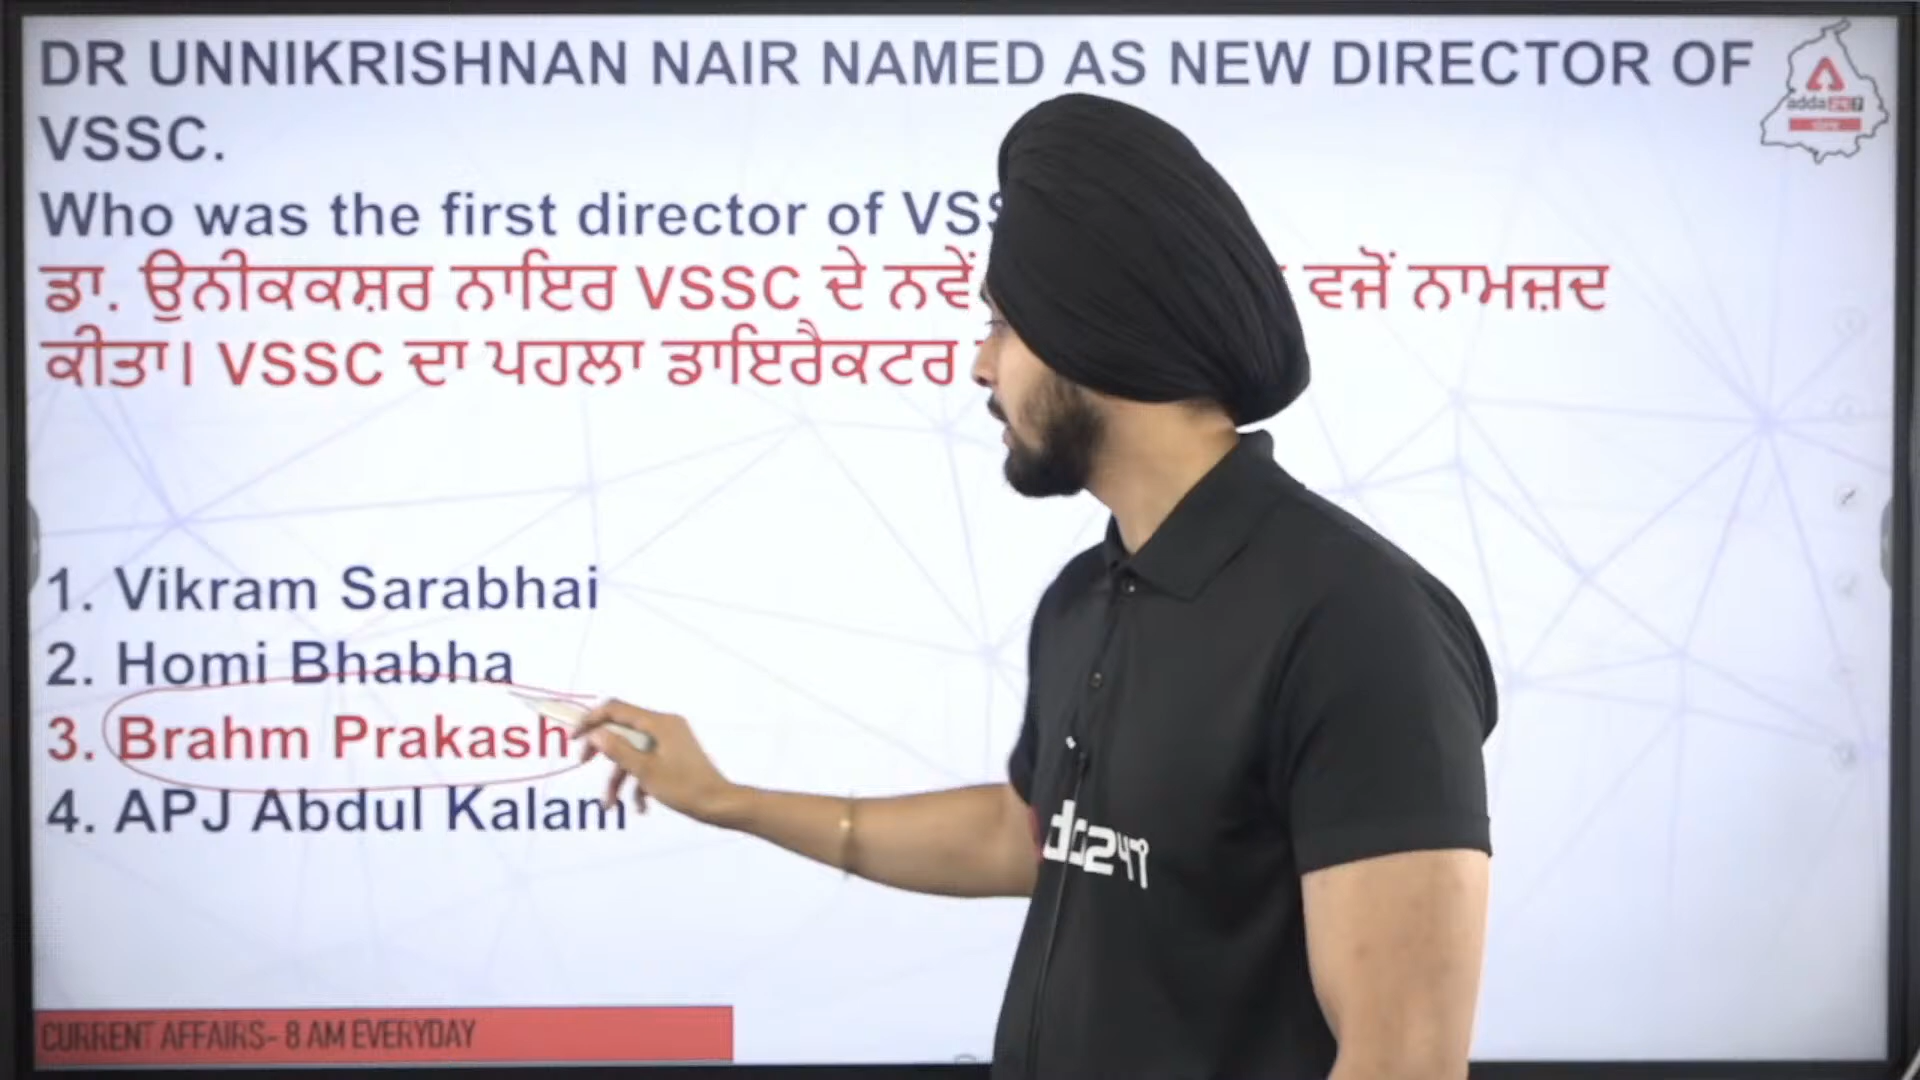 DR UNNIKRISHNAN NAIR NAMED AS NEW DIRECTOR OF
VSSC.
Who was the first director of
ਡਾ. ਉਨੀਕਕਸ਼ਰ ਨਾਇਰ VSSC ਦੇ ਨਵੇਂ ਵਜੋਂ ਨਾਮਜ਼ਦ
ਕੀਤਾ। VSSC ਦਾ ਪਹਲਾ ਡਾਇਰੈਕਟਰ
1. Vikram Sarabhai
2. Homi Bhabha
3. Brahm Prakash
4. APJ Abdul Kalam
CURRENT AFFAIRS- 8 AM EVERYDAY
adda247